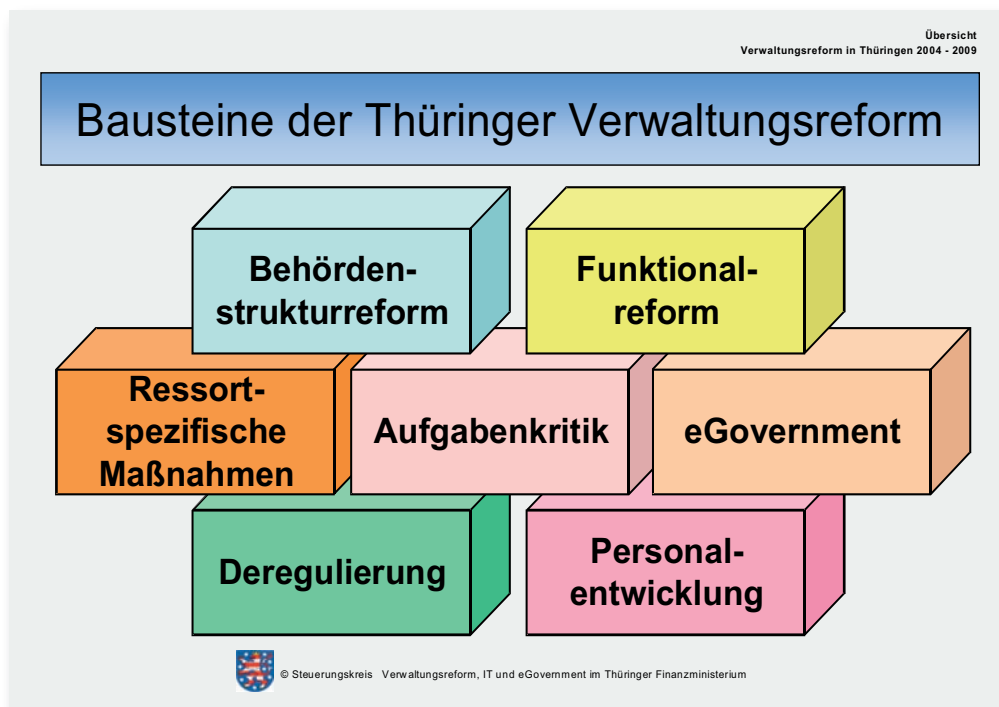 Übersicht
Verwaltungsreform in Thüringen 2004 - 2009
Bausteine der Thüringer Verwaltungsreform
Behörden-
strukturreform
Funktional-
reform
Ressort-
spezifische
Maßnahmen
Aufgabenkritik
eGovernment
Deregulierung
Personal-
entwicklung
© Steuerungskreis Verwaltungsreform, IT und eGovernment im Thüringer Finanzministerium